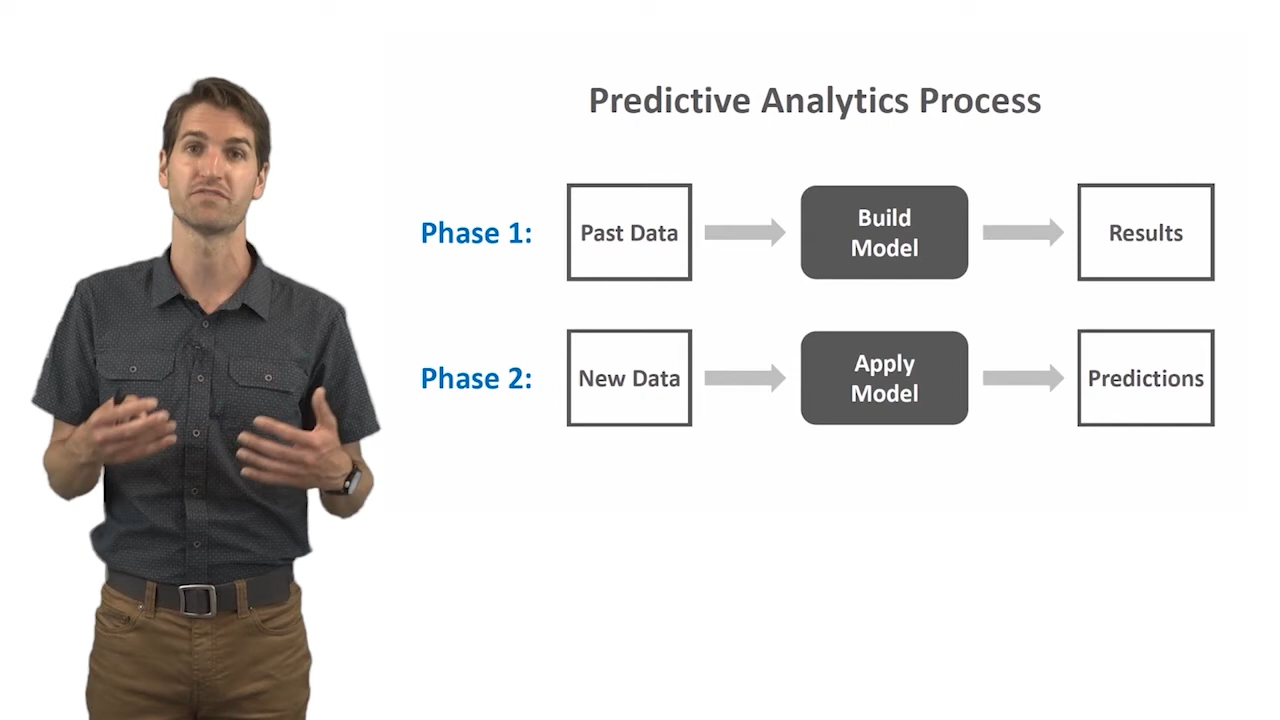 Predictive Analytics Process
Phase 1:
Past Data
Build
Model
Results
Phase 2:
New Data
Apply
Model
Predictions